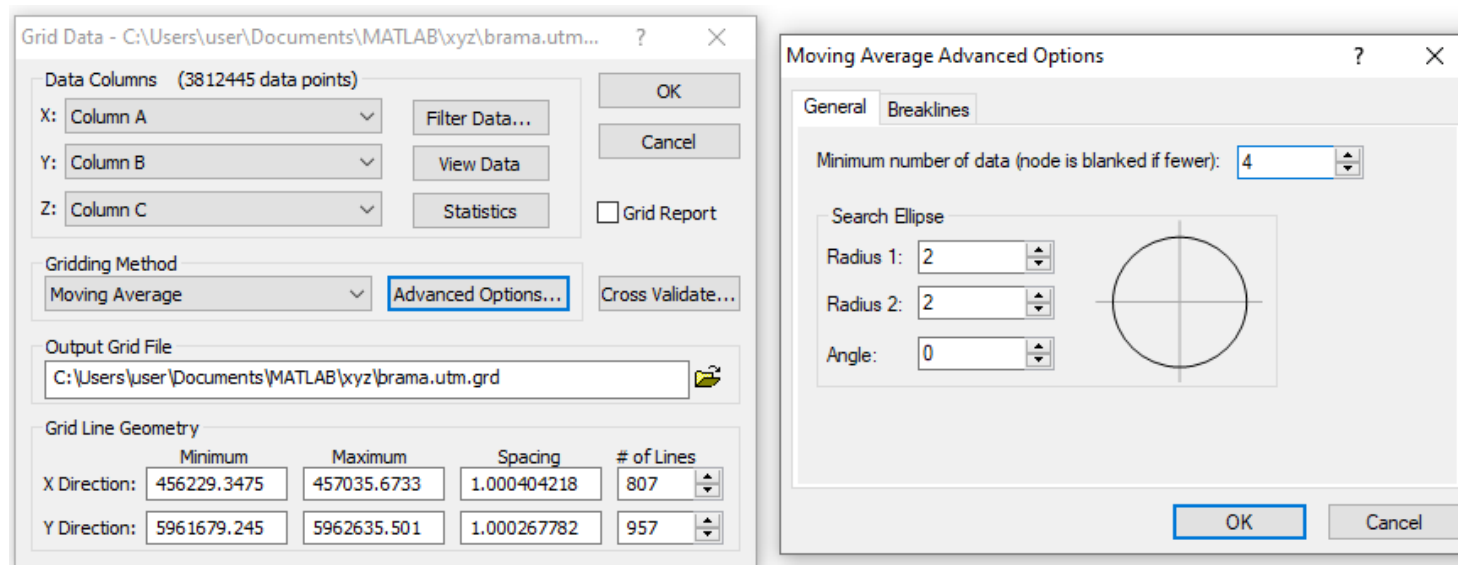 Grid Data - C:\Users\user\Documents\MATLAB\xyz\brama.utm... ?
Data Columns (3812445 data points)
X: Column A
Filter Data...
Y: Column B
View Data
Z: Column C
Statistics
OK
Cancel
Grid Report
Gridding Method
Moving Average
Advanced Options...
Cross Validate...
Output Grid File
C:\Users\user\Documents\MATLAB\xyz\brama.utm.grd
Grid Line Geometry
Minimum Maximum Spacing # of Lines
X Direction: 456229.3475 457035.6733 1.000404218 807
Y Direction: 5961679.245 5962635.501 1.000267782 957
Moving Average Advanced Options ?
General Breaklines
Minimum number of data (node is blanked if fewer): 4
Search Ellipse
Radius 1: 2
Radius 2: 2
Angle: 0
OK Cancel